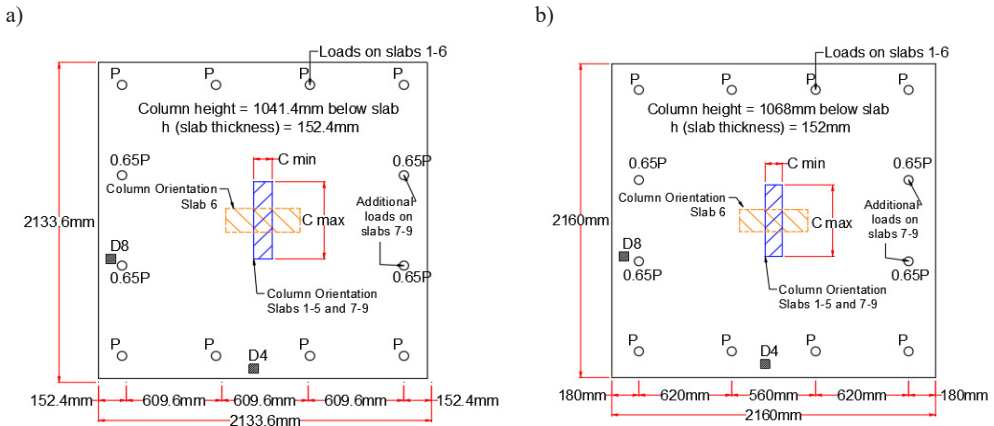 a)
Loads on slabs 1-6
P P P P
Column height = 1041.4mm below slab
h (slab thickness) = 152.4mm
C min
0.65P 0.65P
Column Orientation
Slab 6
Additional
loads on
slabs 7-9
C max
2133.6mm
D8
0.65P 0.65P
Column Orientation
Slabs 1-5 and 7-9
P P P P
D4
152.4mm 609.6mm 609.6mm 609.6mm 152.4mm
2133.6mm
b)
Loads on slabs 1-6
P P P P
Column height = 1068mm below slab
h (slab thickness) = 152mm
C min
0.65P 0.65P
Column Orientation
Slab 6
Additional
loads on
slabs 7-9
C max
2160mm
D8
0.65P 0.65P
Column Orientation
Slabs 1-5 and 7-9
P P P P
D4
180mm 620mm 560mm 620mm 180mm
2160mm